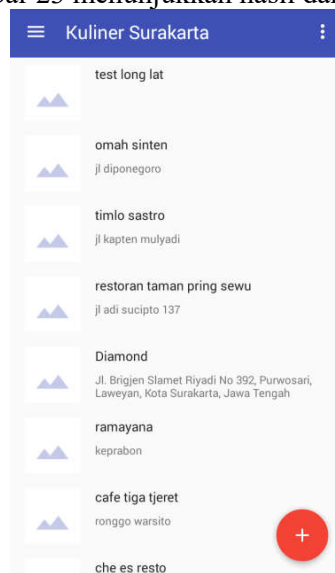 Kuliner Surakarta
test long lat
omah sinten
jl diponegoro
timlo sastro
jl kapten mulyadi
restoran taman pring sewu
jl adi sucipto 137
Diamond
Jl. Brigjen Slamet Riyadi No 392, Purwosari,
Laweyan, Kota Surakarta, Jawa Tengah
ramayana
keprabon
cafe tiga tjeret
ronggo warsito
che es resto